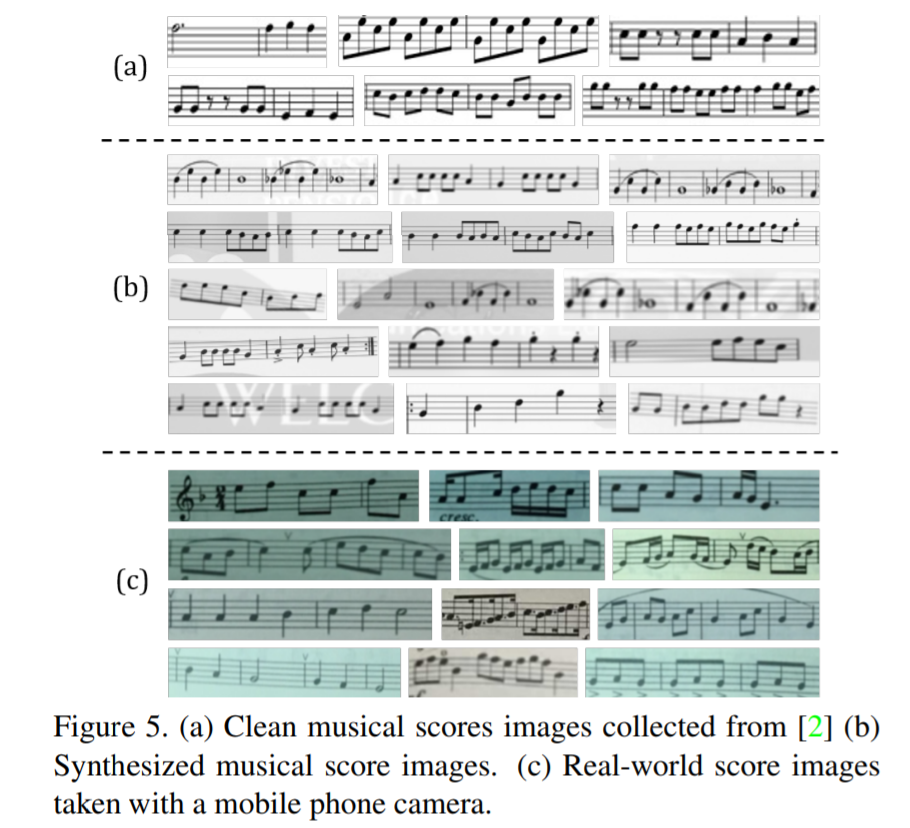 (a)
(b)
WELC
(c)
cresc.
Figure 5. (a) Clean musical scores images collected from [2] (b)
Synthesized musical score images. (c) Real-world score images
taken with a mobile phone camera.